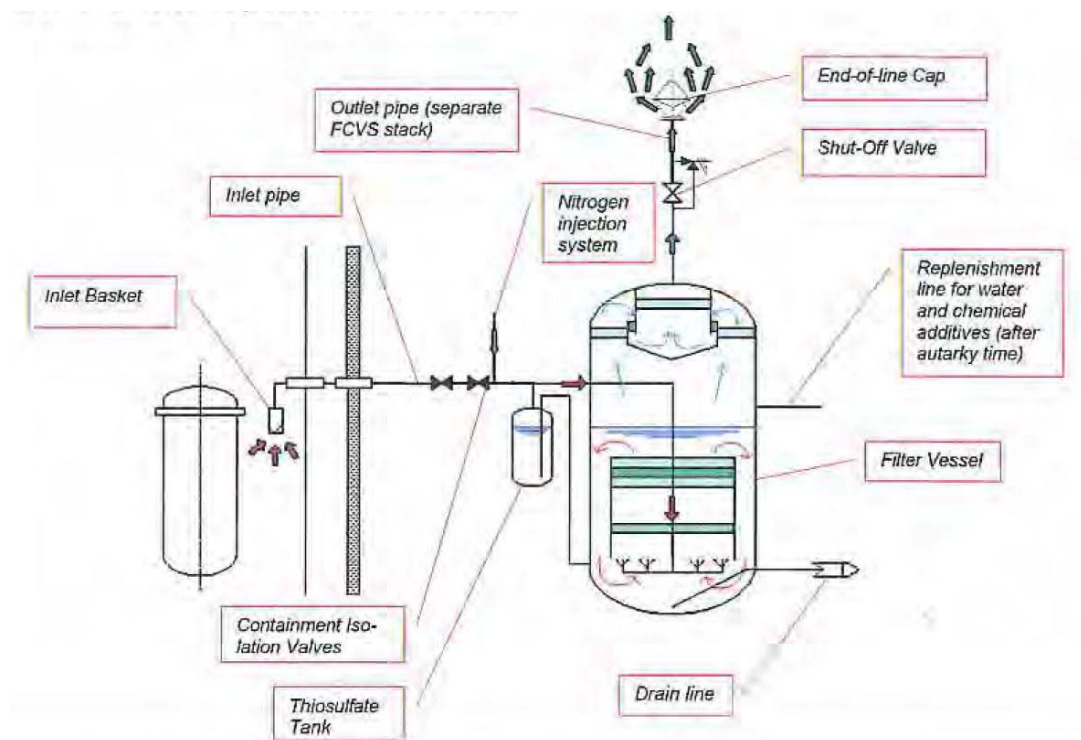 End-of-line Cap
Outlet pipe (separate
FCVS stack)
Shut-Off Valve
Inlet pipe
Nitrogen
injection
system
Inlet Basket
Replenishment
line for water
and chemical
additives (after
autarky time)
Filter Vessel
Containment Iso-
lation Valves
Drain line
Thiosulfate
Tank